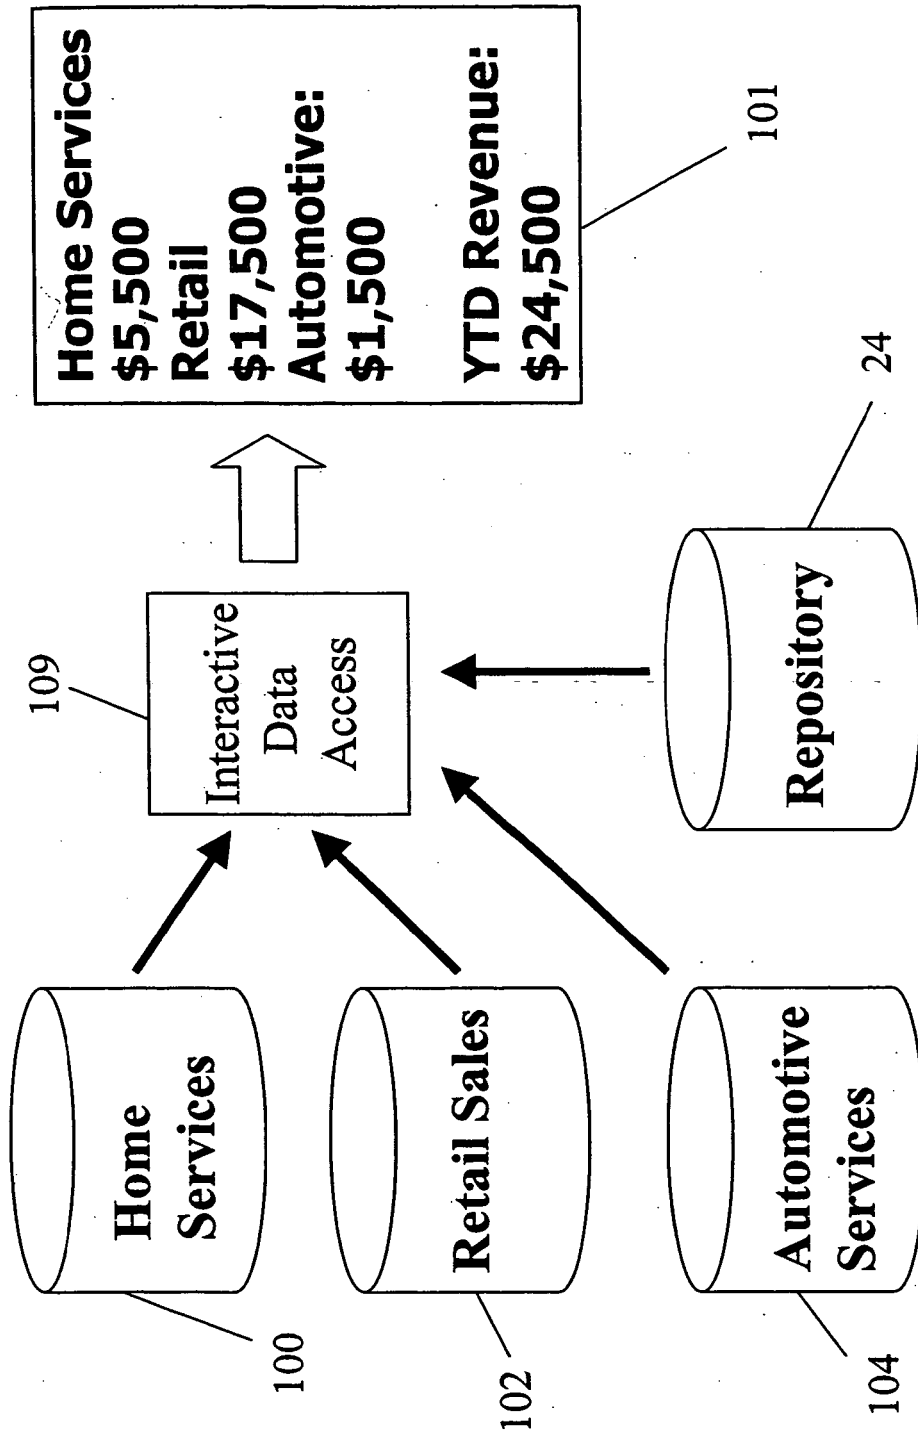 100
Home
Services
102
Retail Sales
104
Automotive
Services
109
Interactive
Data
Access
Repository
24
Home Services
$5,500
Retail
$17,500
Automotive:
$1,500
YTD Revenue:
$24,500
101